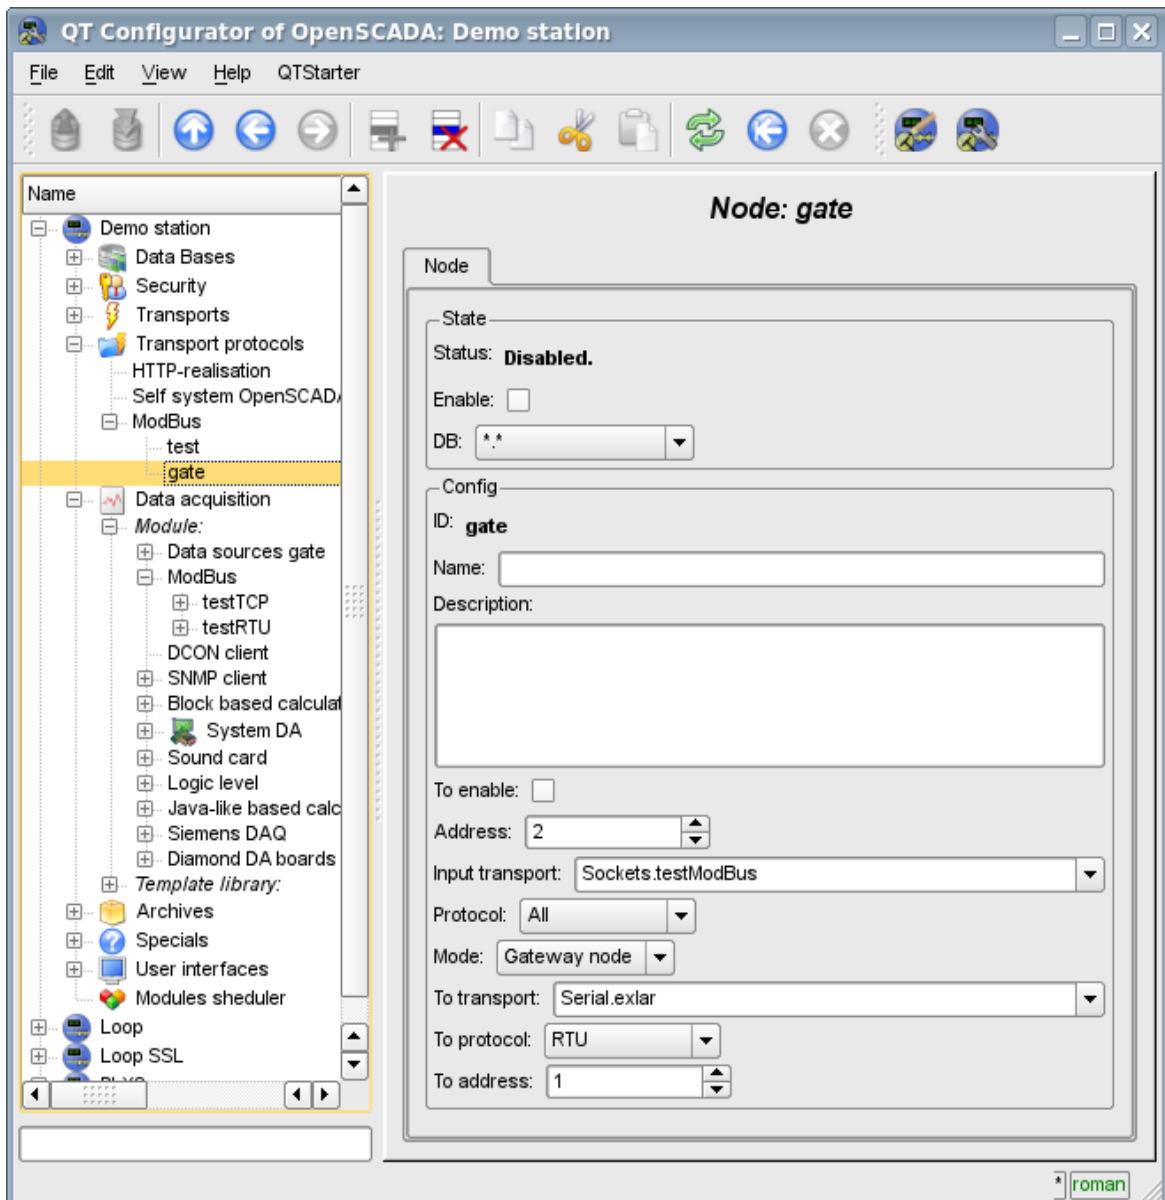 QT Configurator of OpenSCADA: Demo station
File Edit View Help QTStarter
Name
Demo station
Data Bases
Security
Transports
Transport protocols
HTTP-realisation
Self system OpenSCADA
ModBus
test
gate
Data acquisition
Module:
Data sources gate
ModBus
testTCP
testRTU
DCON client
SNMP client
Block based calculat
System DA
Sound card
Logic level
Java-like based calc
Siemens DAQ
Diamond DA boards
Template library:
Archives
Specials
User interfaces
Modules sheduler
Loop
Loop SSL
Node: gate
Node
State
Status: Disabled.
Enable:
DB: *.*
Config
ID: gate
Name:
Description:
To enable:
Address: 2
Input transport: Sockets.testModBus
Protocol: All
Mode: Gateway node
To transport: Serial.exlar
To protocol: RTU
To address: 1
* roman